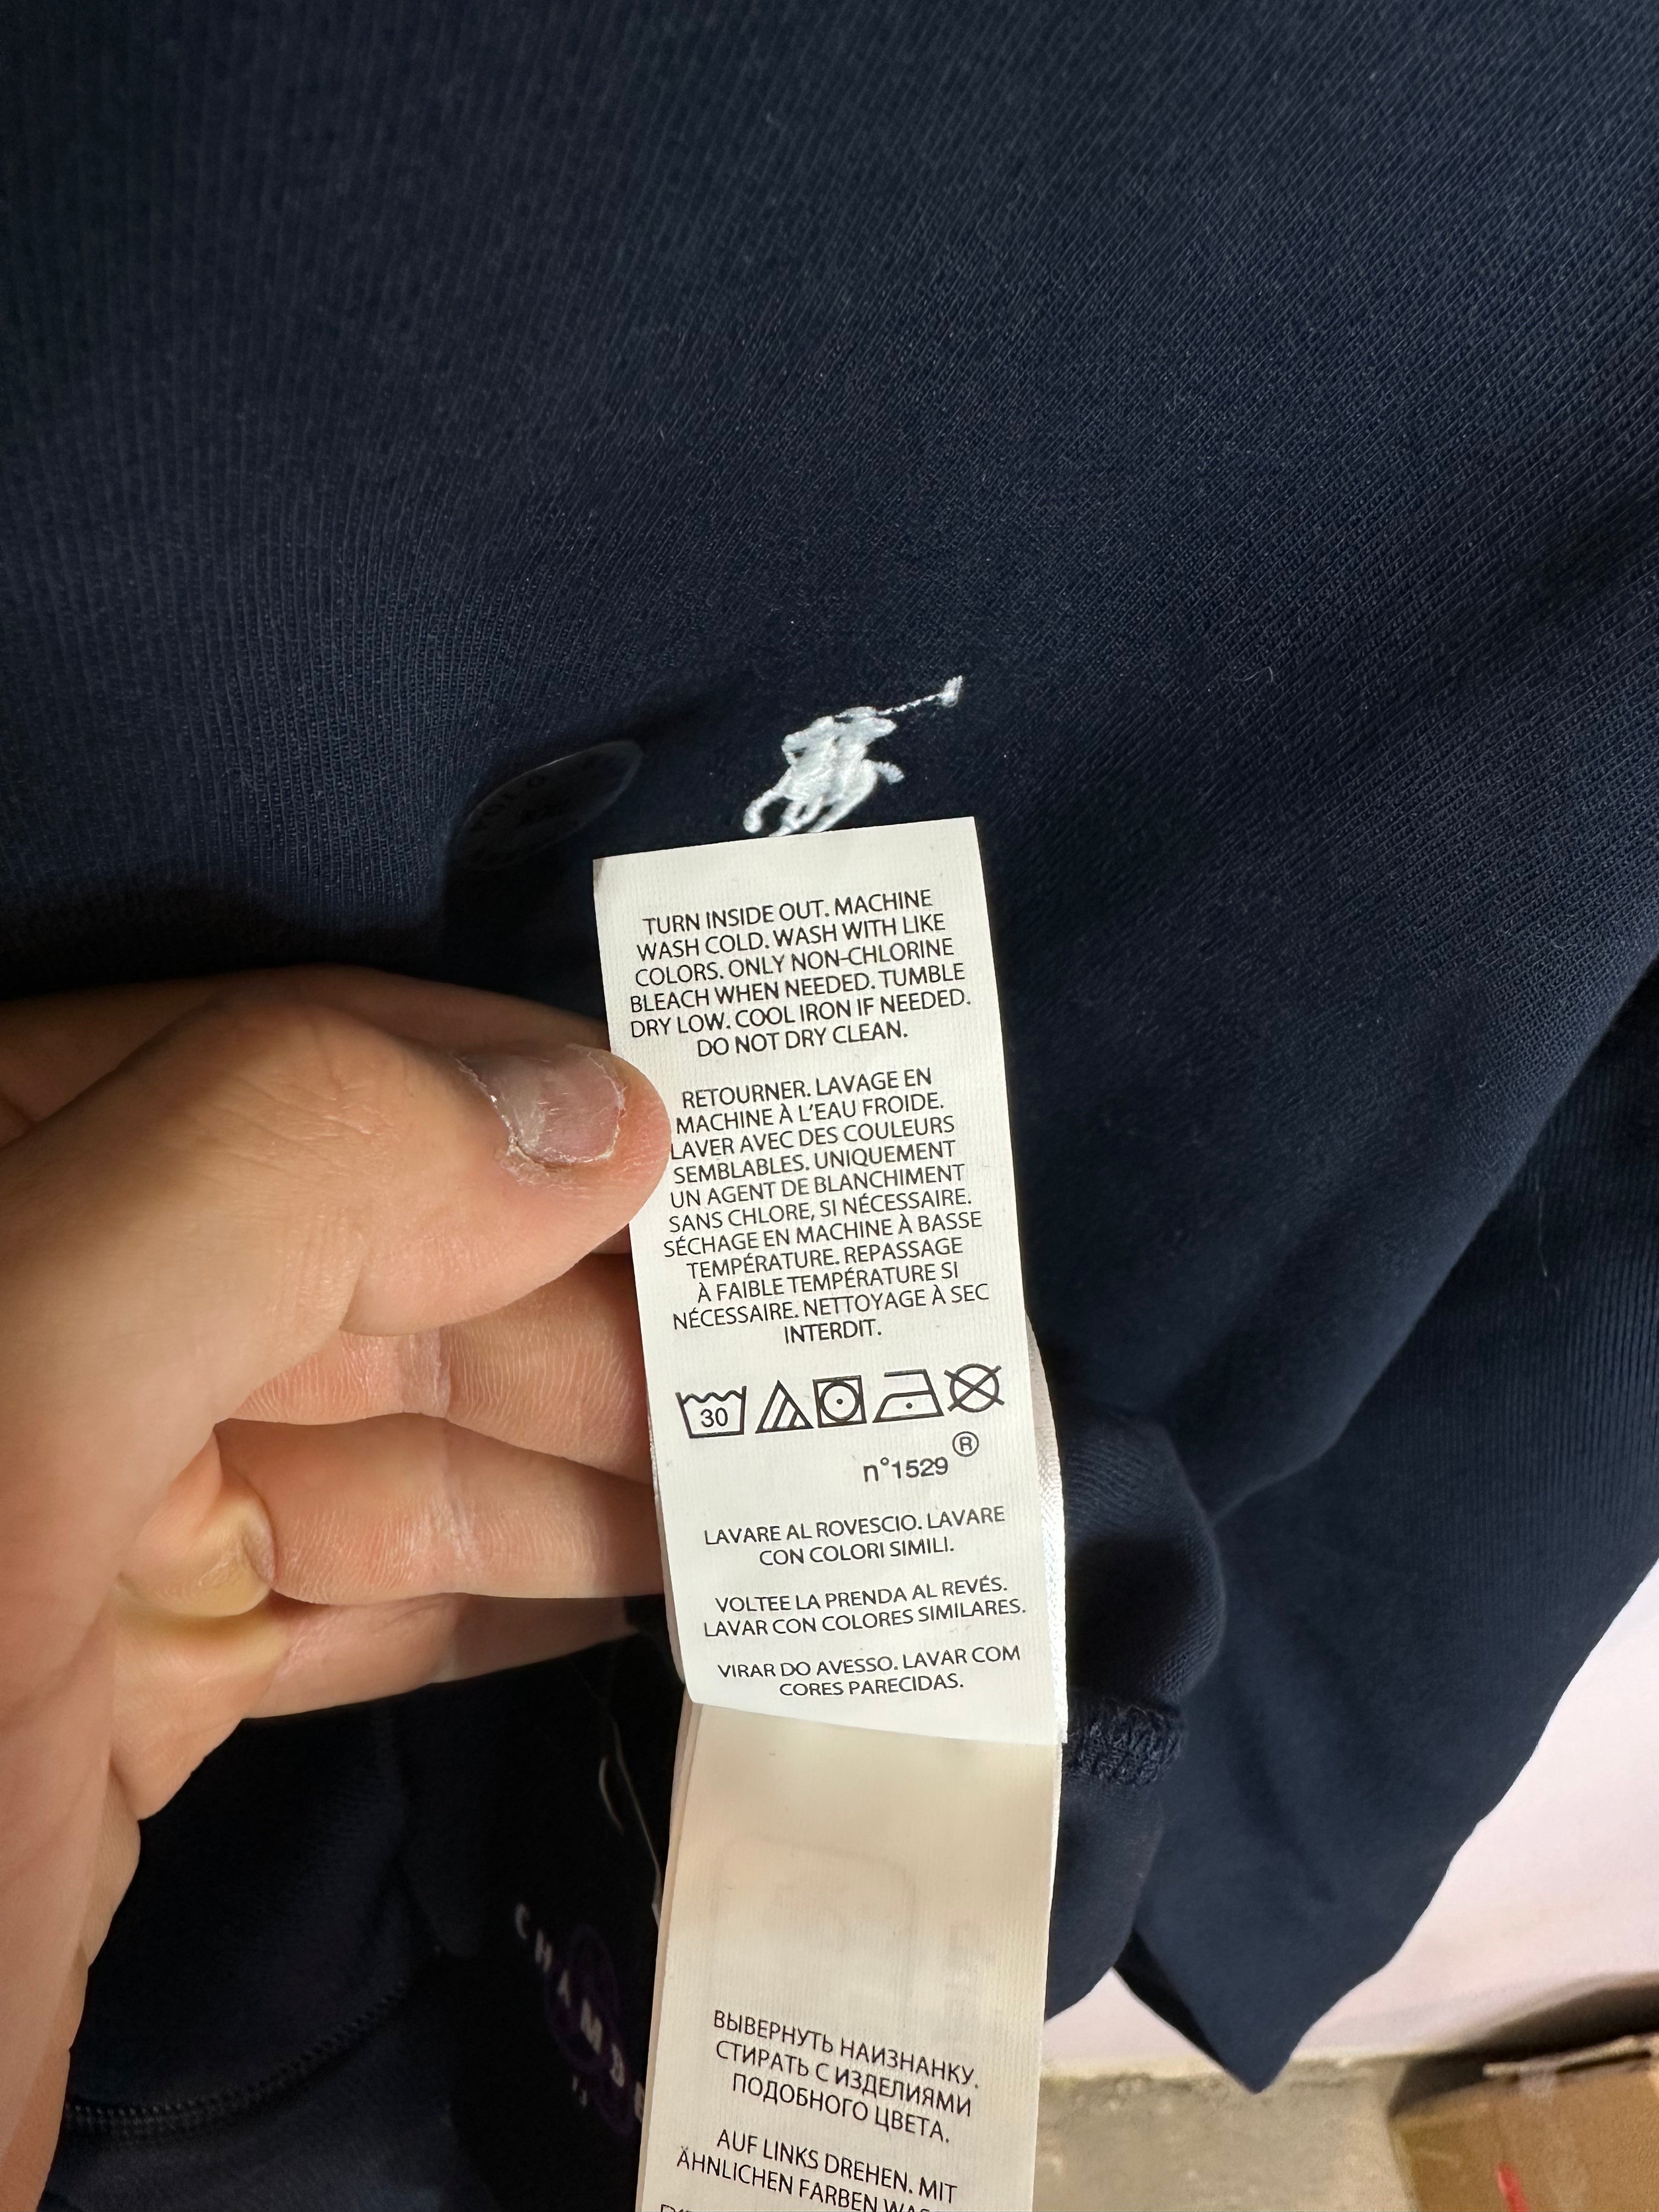 TURN INSIDE OUT. MACHINE
WASH COLD. WASH WITH LIKE
COLORS. ONLY NON-CHLORINE
BLEACH WHEN NEEDED. TUMBLE
DRY LOW. COOL IRON IF NEEDED.
DO NOT DRY CLEAN.
RETOURNER. LAVAGE EN
MACHINE À L'EAU FROIDE.
LAVER AVEC DES COULEURS
SEMBLABLES. UNIQUEMENT
UN AGENT DE BLANCHIMENT
SANS CHLORE, SI NÉCESSAIRE.
SÉCHAGE EN MACHINE À BASSE
TEMPÉRATURE. REPASSAGE
À FAIBLE TEMPÉRATURE SI
NÉCESSAIRE. NETTOYAGE À SEC
INTERDIT.
30
®
n°1529
LAVARE AL ROVESCIO. LAVARE
CON COLORI SIMILI.
VOLTEE LA PRENDA AL REVÉS.
LAVAR CON COLORES SIMILARES.
VIRAR DO AVESSO. LAVAR COM
CORES PARECIDAS.
ВЫВЕРНУТЬ НАИЗНАНКУ.
СТИРАТЬ С ИЗДЕЛИЯМИ
ПОДОБНОГО ЦВЕТА.
AUF LINKS DREHEN. MIT
ÄHNLICHEN FARBEN